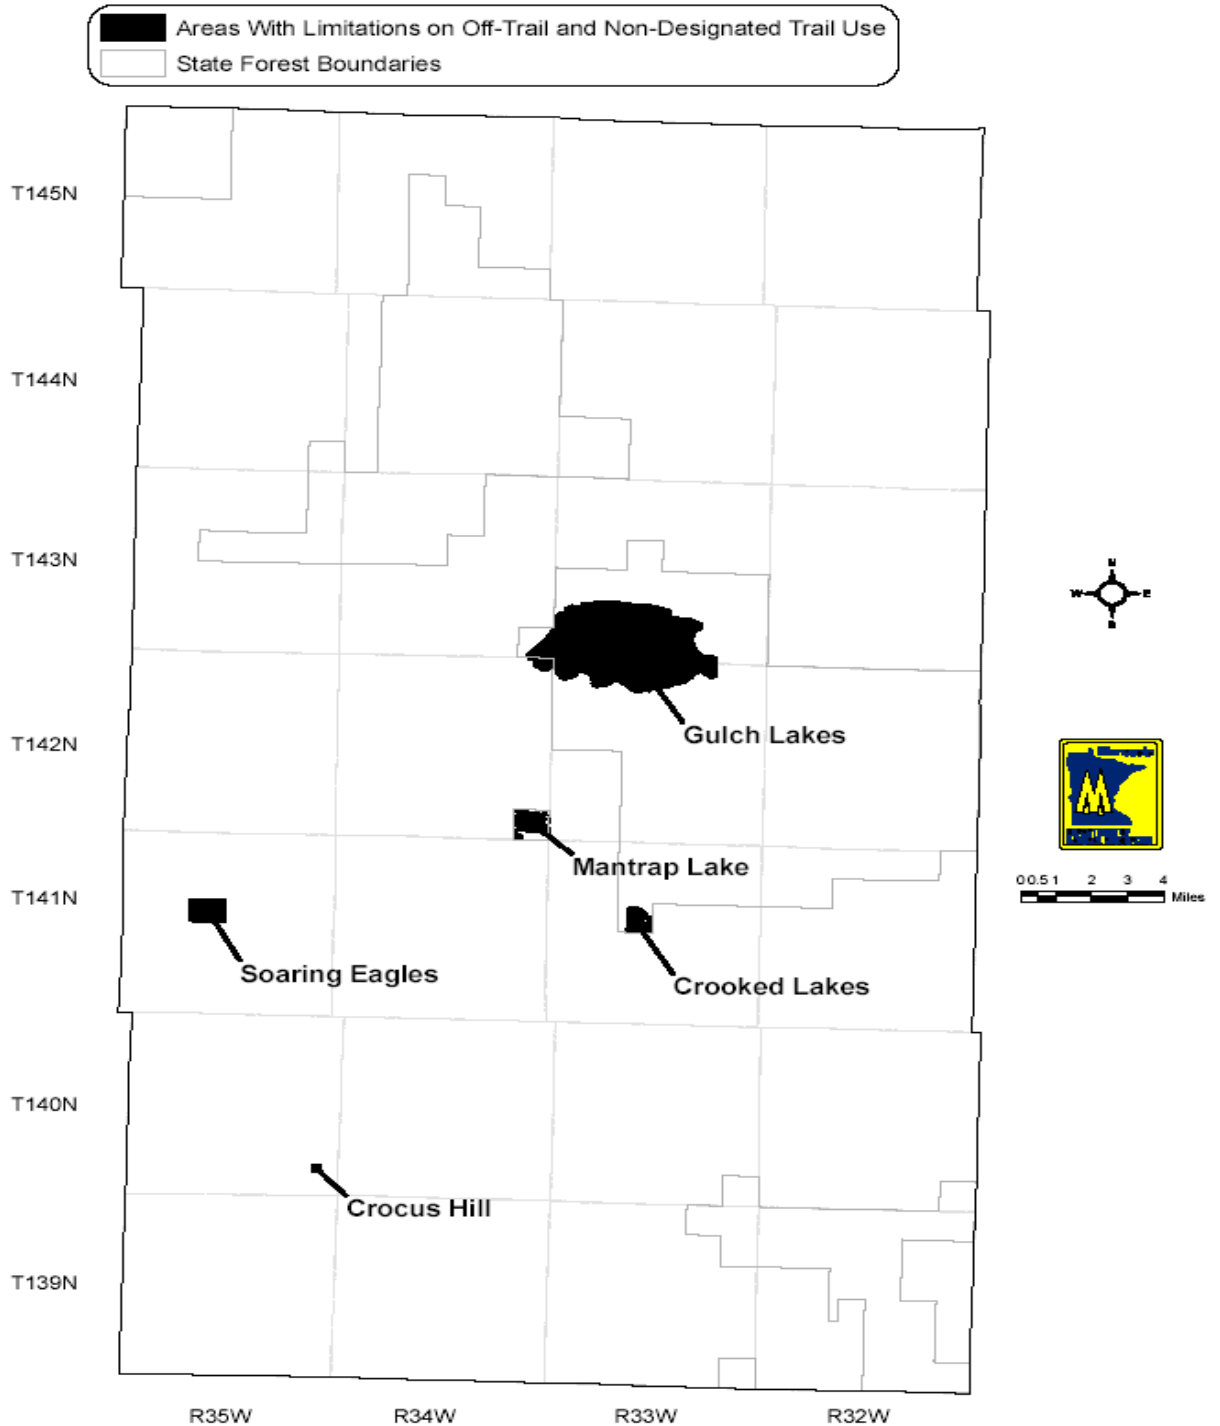 Areas With Limitations on Off-Trail and Non-Designated Trail Use
State Forest Boundaries
T145N
T144N
T143N
N
W E
S
Gulch Lakes
T142N
Minnesota
Mantrap Lake
0 0.5 1 2 3 4
Miles
T141N
Soaring Eagles
Crooked Lakes
T140N
Crocus Hill
T139N
R35W R34W R33W R32W